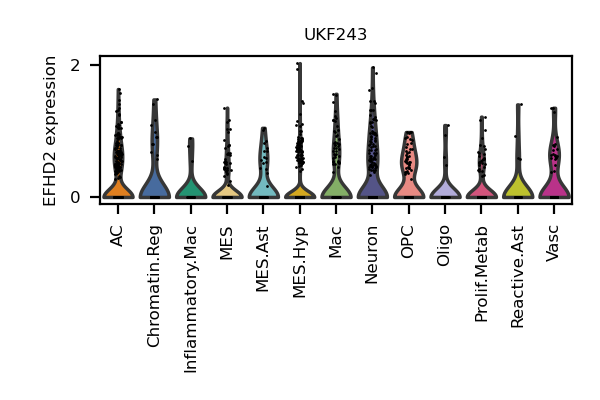 UKF243
EFHD2 expression
2
0
AC
Chromatin.Reg
Inflammatory.Mac
MES
MES.Ast
MES.Hyp
Mac
Neuron
OPC
Oligo
Prolif.Metab
Reactive.Ast
Vasc